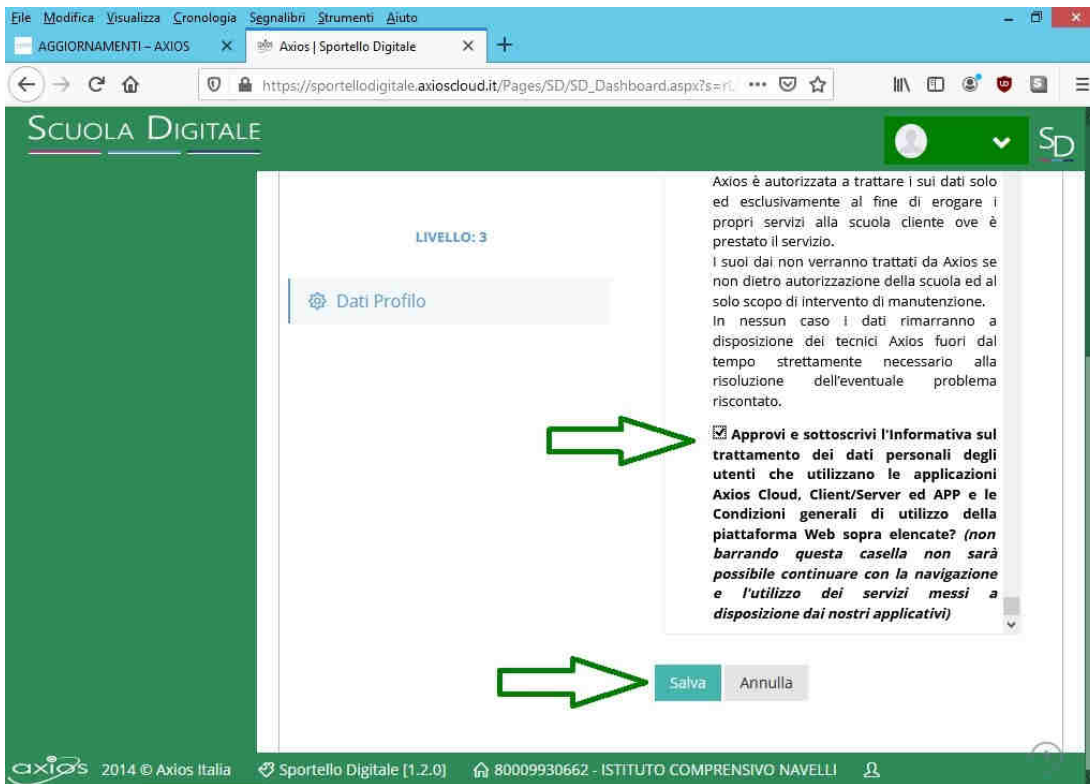 File Modifica Visualizza Cronologia Segnalibri Strumenti Aiuto
AGGIORNAMENTI – AXIOS
Axios | Sportello Digitale
https://sportellodigitale.axioscloud.it/Pages/SD/SD_Dashboard.aspx?s=
SCUOLA DIGITALE
SD
Axios è autorizzata a trattare i sui dati solo
ed esclusivamente al fine di erogare i
propri servizi alla scuola cliente ove è
prestato il servizio.
I suoi dai non verranno trattati da Axios se
non dietro autorizzazione della scuola ed al
solo scopo di intervento di manutenzione.
In nessun caso i dati rimarranno a
disposizione dei tecnici Axios fuori dal
tempo strettamente necessario alla
risoluzione dell'eventuale problema
riscontato.
LIVELLO: 3
Dati Profilo
Approvi e sottoscrivi l'Informativa sul
trattamento dei dati personali degli
utenti che utilizzano le applicazioni
Axios Cloud, Client/Server ed APP e le
Condizioni generali di utilizzo della
piattaforma Web sopra elencate? (non
barrando questa casella non sarà
possibile continuare con la navigazione
e l'utilizzo dei servizi messi a
disposizione dai nostri applicativi)
Salva Annulla
axios 2014 © Axios Italia Sportello Digitale [1.2.0] 80009930662 - ISTITUTO COMPRENSIVO NAVELLI